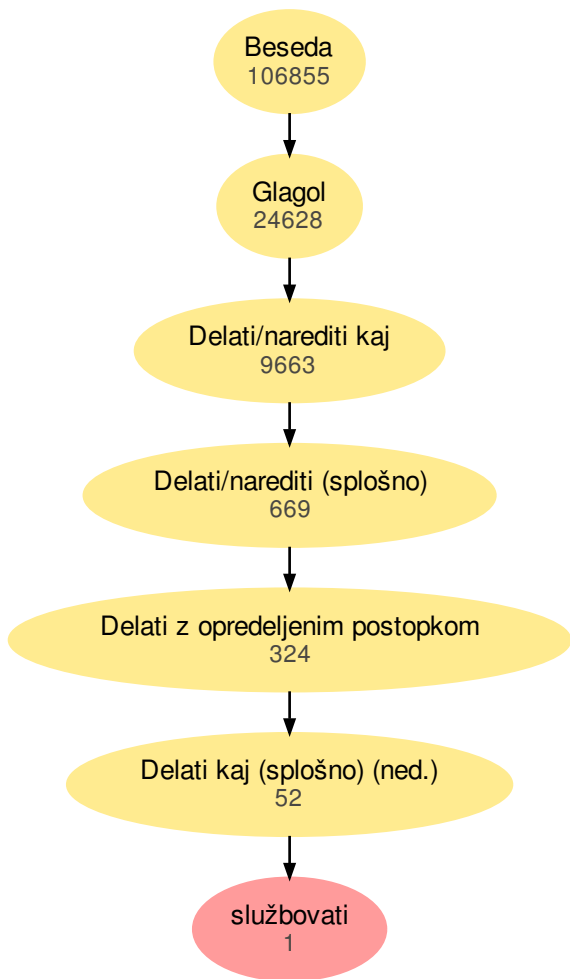 Beseda
106855
Glagol
24628
Delati/narediti kaj
9663
Delati/narediti (splošno)
669
Delati z opredeljenim postopkom
324
Delati kaj (splošno) (ned.)
52
službovati
1